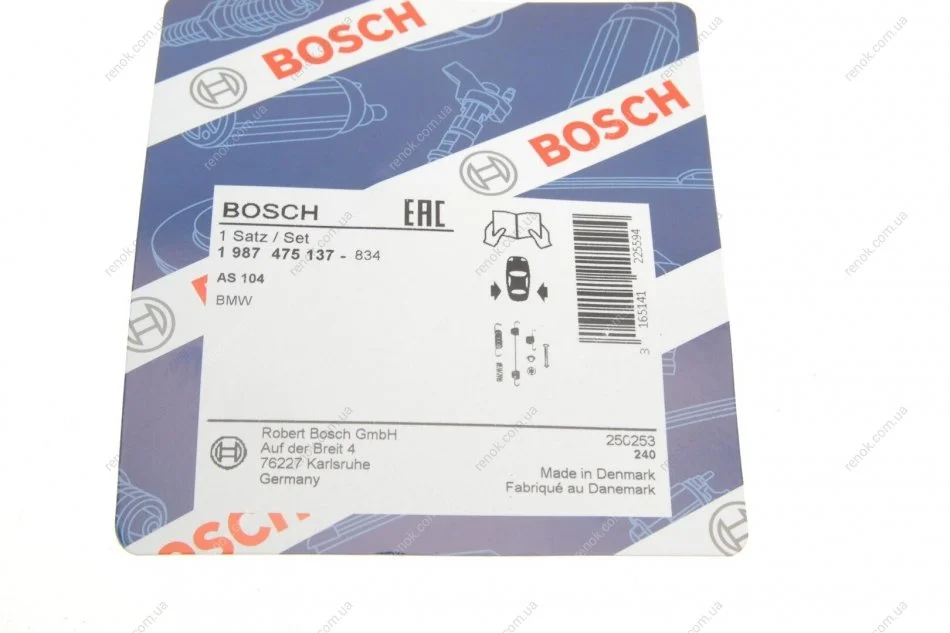 BOSCH
BOSCH
BOSCH
EAC
1 Satz / Set
1 987 475 137 - 834
AS 104
BMW
3 165141 225594
Robert Bosch GmbH
Auf der Breit 4
76227 Karlsruhe
Germany
250253
240
Made in Denmark
Fabriqué au Danemark
BOSCH
renok.com.ua